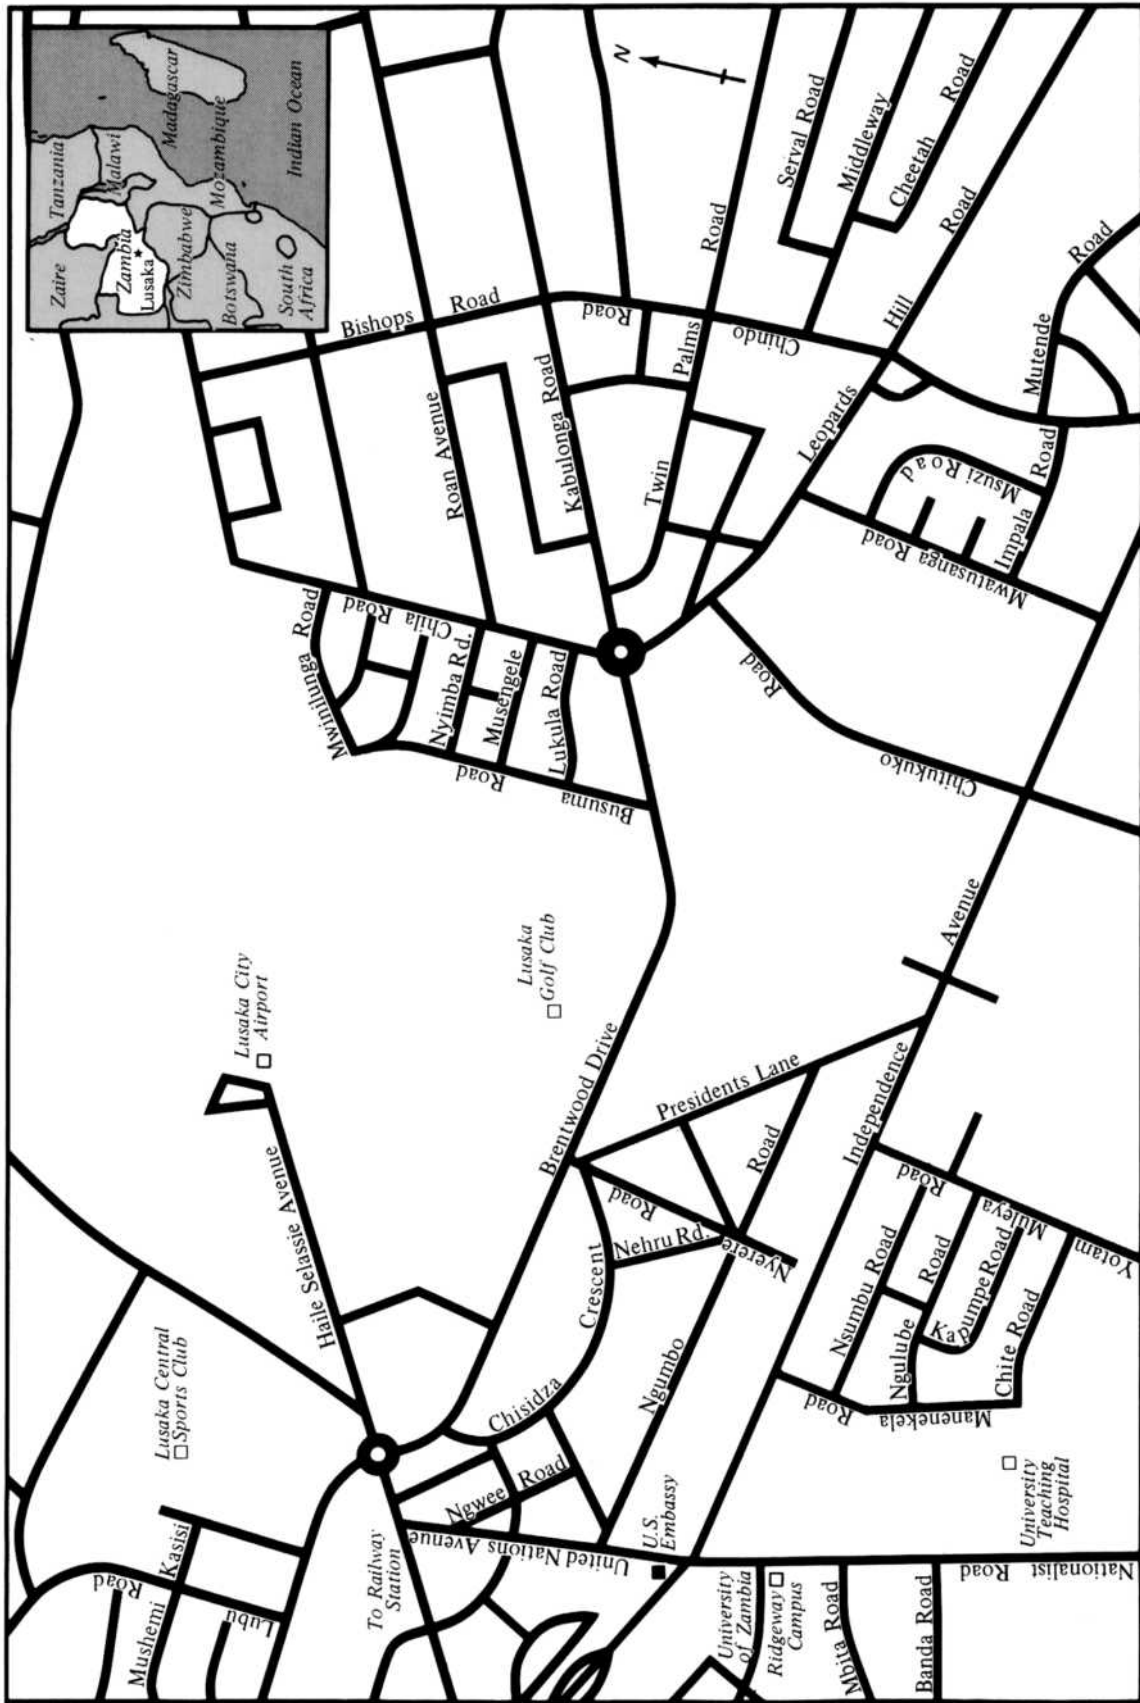 Tanzania
Zaire
Malawi
Zambia
Lusaka
Madagascar
Mozambique
Zimbabwe
Botswana
South
Africa
Indian Ocean
N
Bishops Road
Roan Avenue
Kabulonga Road
Road
Palms
Twin
Road
Chindo
Serval Road
Middleway
Cheetah Road
Leopards
Hill
Road
Mutende
Road
Msuzi Road
Impala
Road
Mwatusanga Road
Mwinilunga Road
Chila Road
Nyimba Rd.
Musengele
Lukula Road
Busuma
Road
Road
Chitukuko
Lusaka City
Airport
Lusaka
Golf Club
Haile Selassie Avenue
Brentwood Drive
Presidents Lane
Independence
Avenue
Road
Road
Nehru Rd.
Nyerere
Crescent
Chisidza
Ngumbo
Ngwee Road
Lusaka Central
Sports Club
Kasisi
Mushemi
Road
Lubu
To Railway
Station
United Nations Avenue
U.S.
Embassy
Yotam
Muleya
Road
Nsumbu Road
Ngulube
Road
Kapumpe Road
Chite Road
Manenekela
Road
University
Teaching
Hospital
University
of Zambia
Ridgeway
Campus
Mbita Road
Banda Road
Nationalist Road